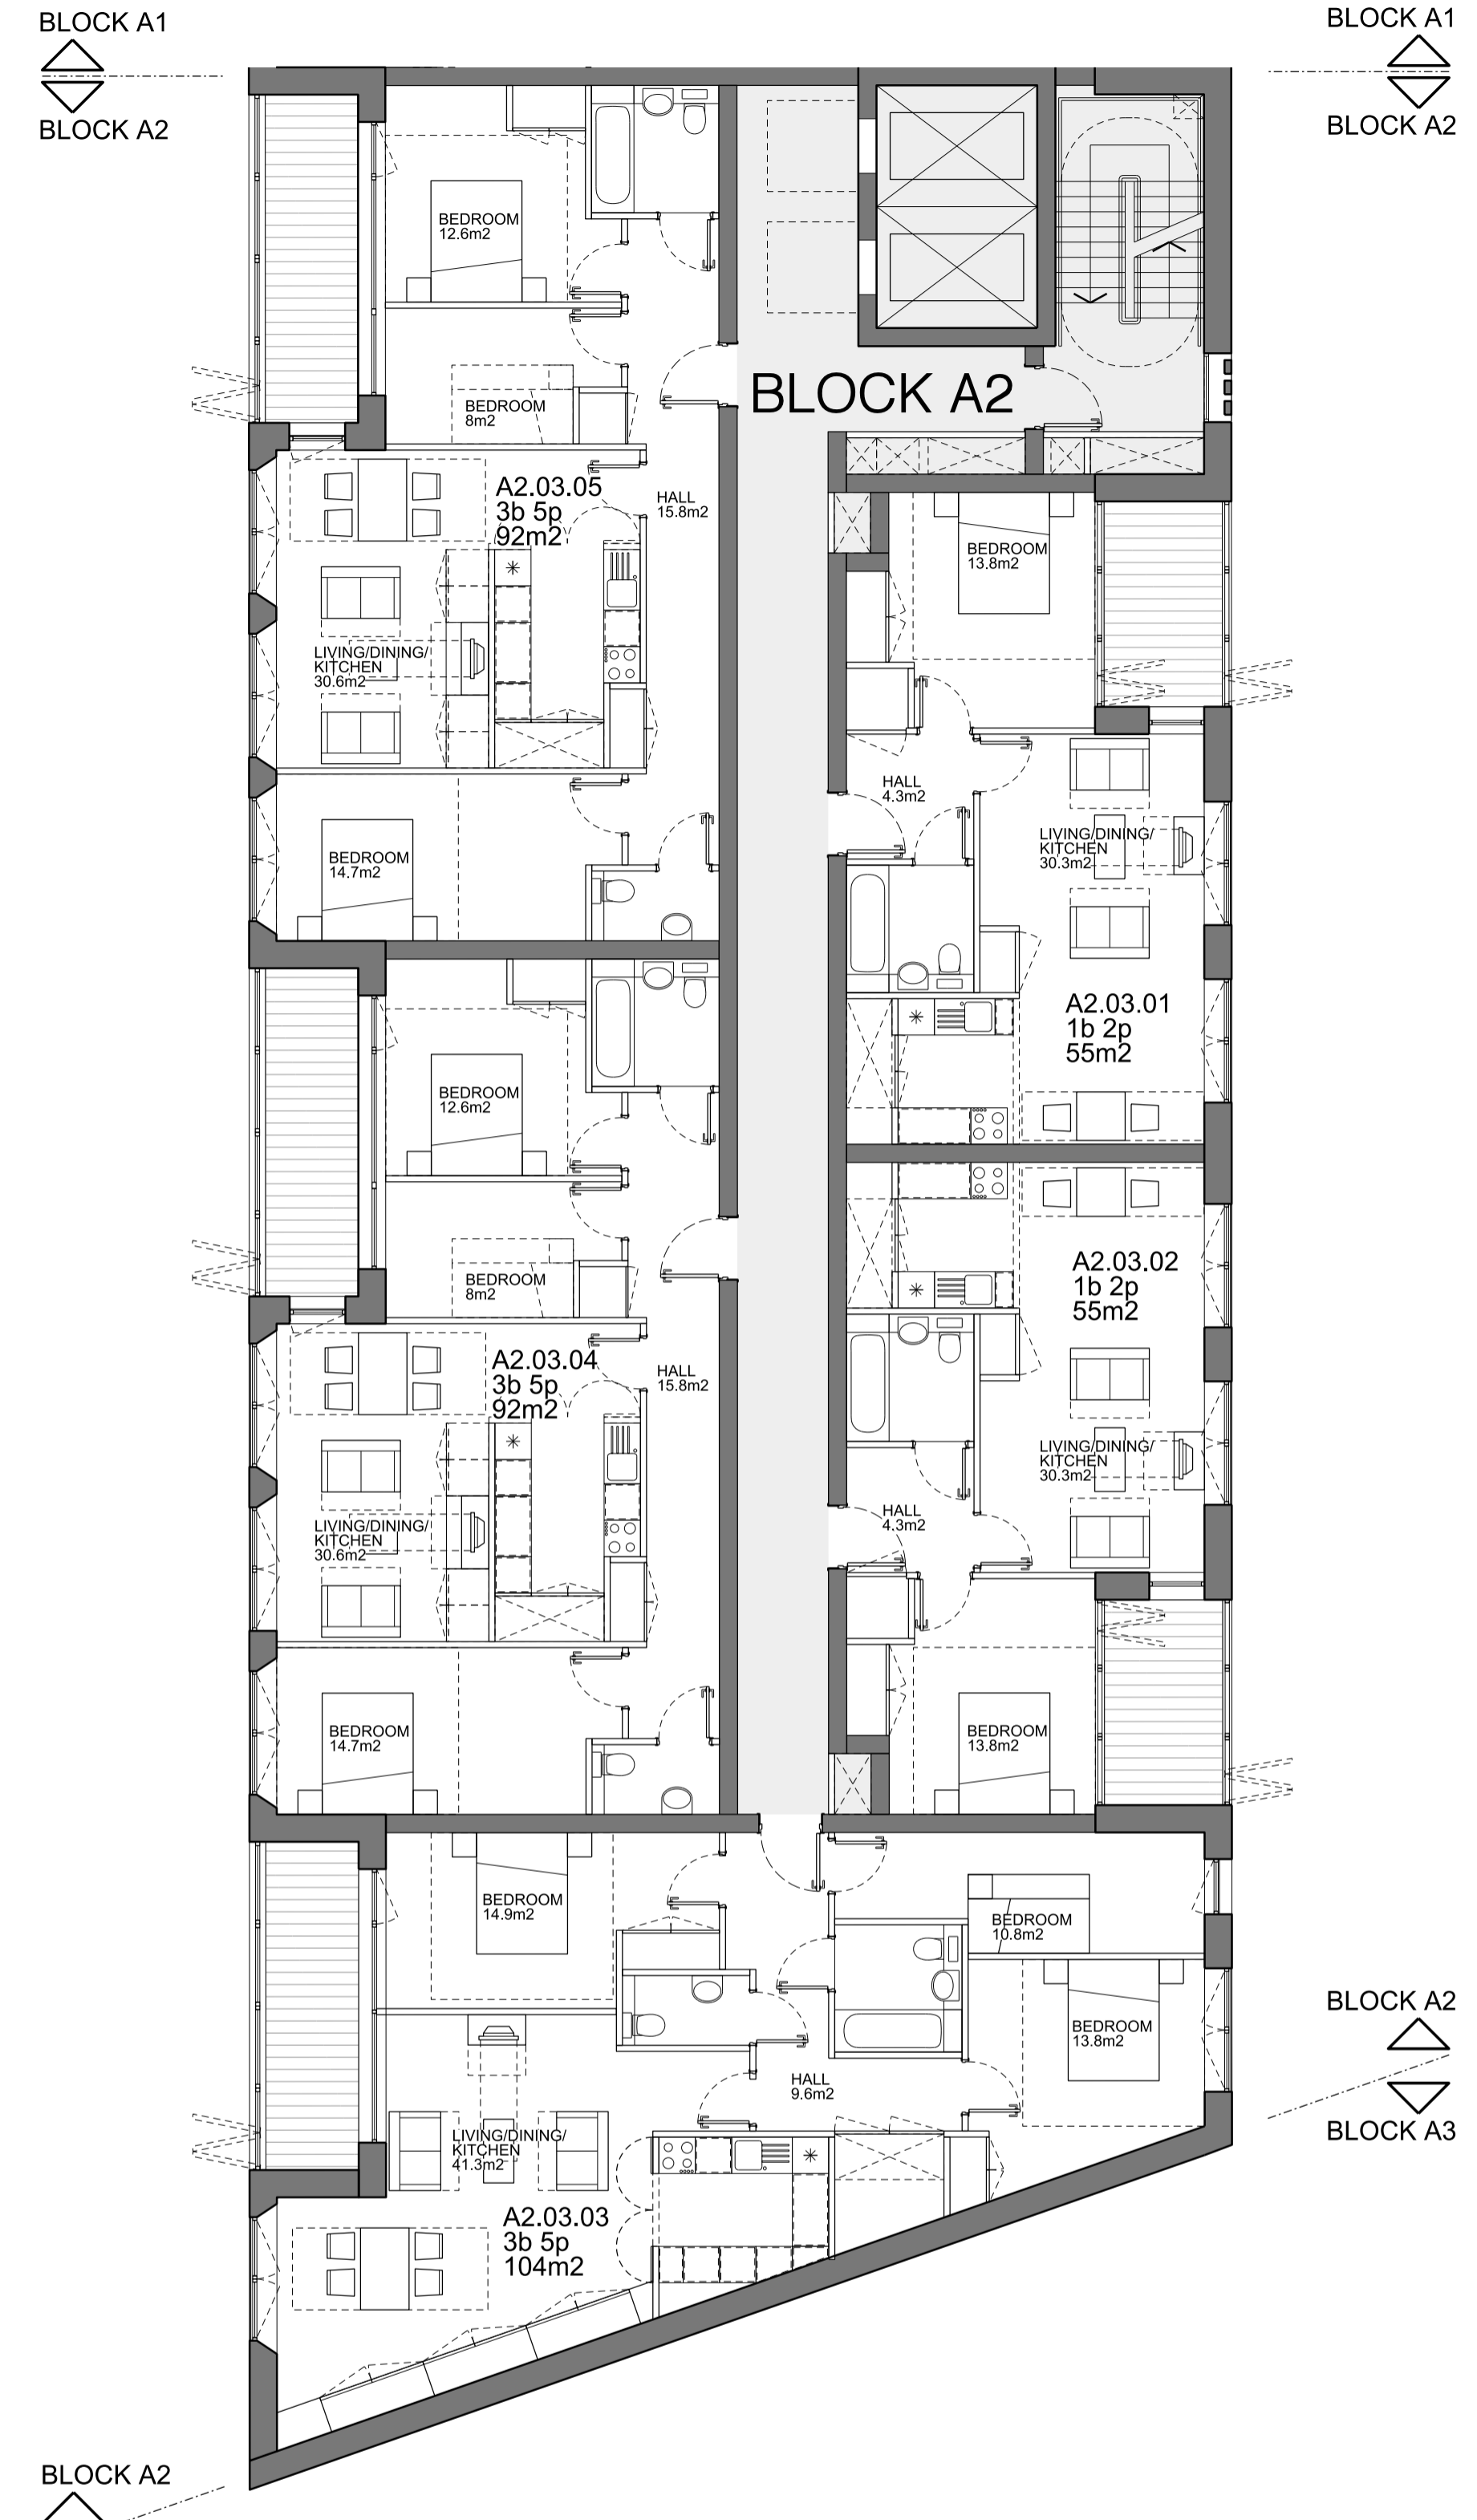 BLOCK A1
BLOCK A2
BLOCK A1
BLOCK A2
BEDROOM
12.6m2
BEDROOM
8m2
BLOCK A2
A2.03.05
3b 5p
92m2
HALL
15.8m2
LIVING/DINING/
KITCHEN
30.6m2
BEDROOM
14.7m2
BEDROOM
13.8m2
HALL
4.3m2
LIVING/DINING/
KITCHEN
30.3m2
A2.03.01
1b 2p
55m2
BEDROOM
12.6m2
BEDROOM
8m2
A2.03.04
3b 5p
92m2
HALL
15.8m2
LIVING/DINING/
KITCHEN
30.6m2
BEDROOM
14.7m2
A2.03.02
1b 2p
55m2
LIVING/DINING/
KITCHEN
30.3m2
HALL
4.3m2
BEDROOM
13.8m2
BEDROOM
14.9m2
BEDROOM
10.8m2
BEDROOM
13.8m2
HALL
9.6m2
LIVING/DINING/
KITCHEN
41.3m2
A2.03.03
3b 5p
104m2
BLOCK A2
BLOCK A3
BLOCK A2